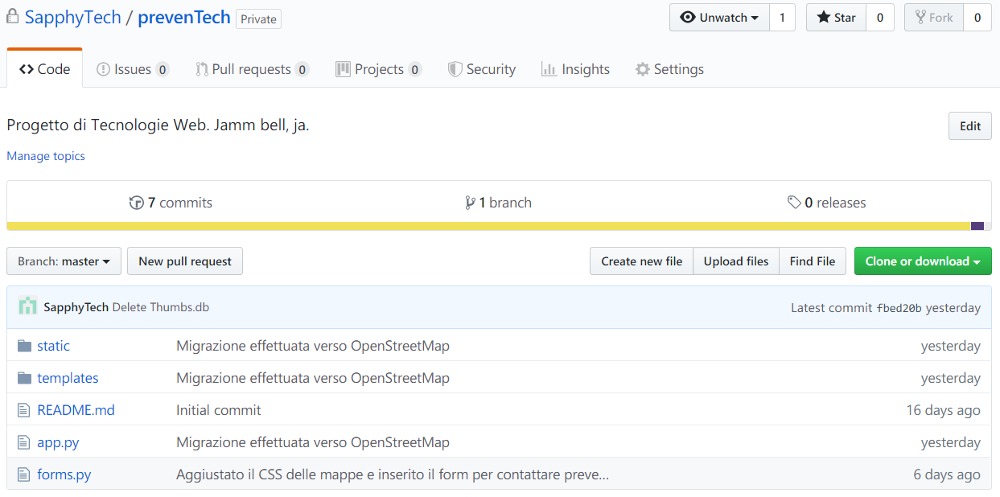 SapphyTech / prevenTech Private Unwatch 1 Star 0 Fork 0
Code Issues 0 Pull requests 0 Projects 0 Security Insights Settings
Progetto di Tecnologie Web. Jamm bell, ja. Edit
Manage topics
7 commits 1 branch 0 releases
Branch: master New pull request Create new file Upload files Find File Clone or download
SapphyTech Delete Thumbs.db Latest commit fbed20b yesterday
static Migrazione effettuata verso OpenStreetMap yesterday
templates Migrazione effettuata verso OpenStreetMap yesterday
README.md Initial commit 16 days ago
app.py Migrazione effettuata verso OpenStreetMap yesterday
forms.py Aggiustato il CSS delle mappe e inserito il form per contattare preve... 6 days ago